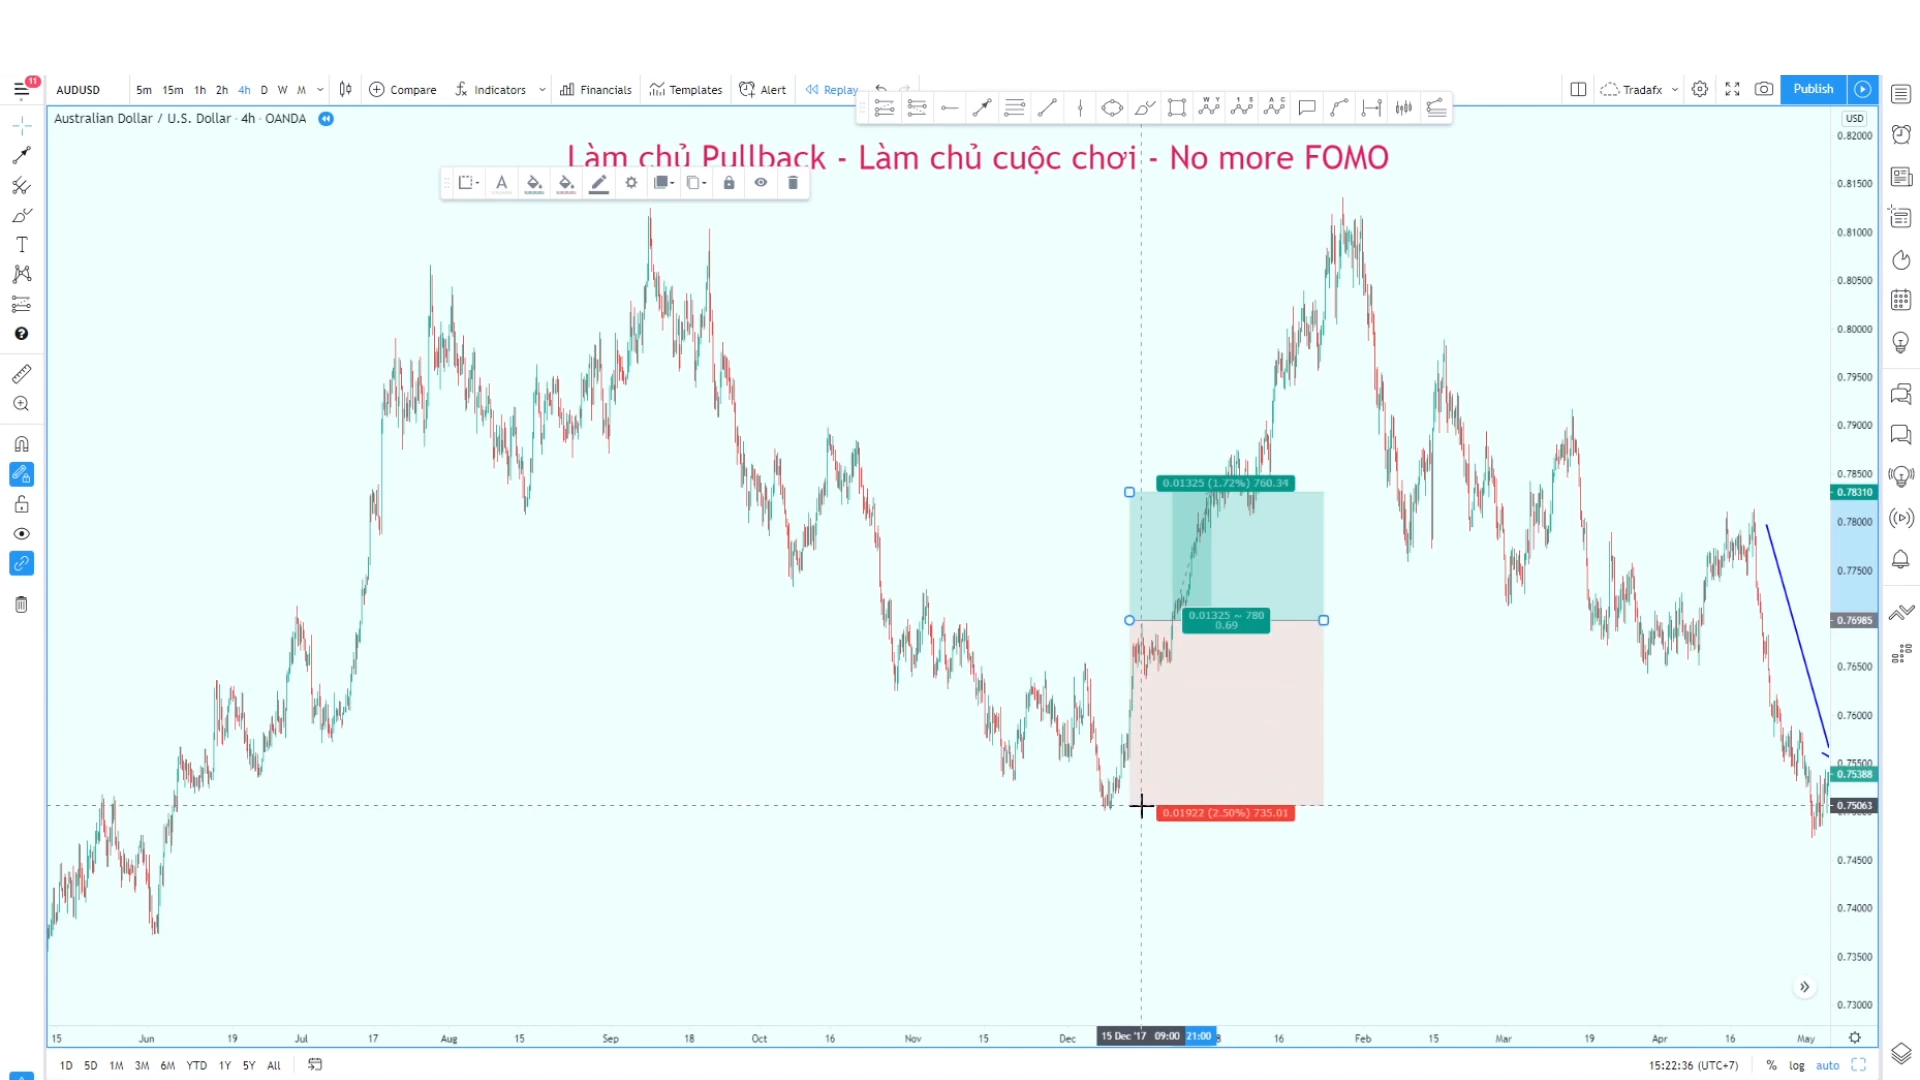 11
AUDUSD 5m 15m 1h 2h 4h D W M Compare Indicators Financials Templates Alert Replay Tradafx Publish
Australian Dollar / U.S. Dollar · 4h · OANDA
USD
Làm chủ Pullback - Làm chủ cuộc chơi - No more FOMO
0.82000
0.81500
0.81000
0.80500
0.80000
0.79500
0.79000
0.78500
0.78310
0.78000
0.77500
0.76985
0.76500
0.76000
0.75500
0.75388
0.75063
0.74500
0.74000
0.73500
0.73000
0.01325 (1.72%) 760.34
0.01325 ~ 780
0.69
0.01922 (2.50%) 735.01
15 Jun 19 Jul 17 Aug 15 Sep 18 Oct 16 Nov 15 Dec 15 Dec '17 09:00 21:00 8 16 Feb 15 Mar 19 Apr 16 May
1D 5D 1M 3M 6M YTD 1Y 5Y All 15:22:36 (UTC+7) % log auto